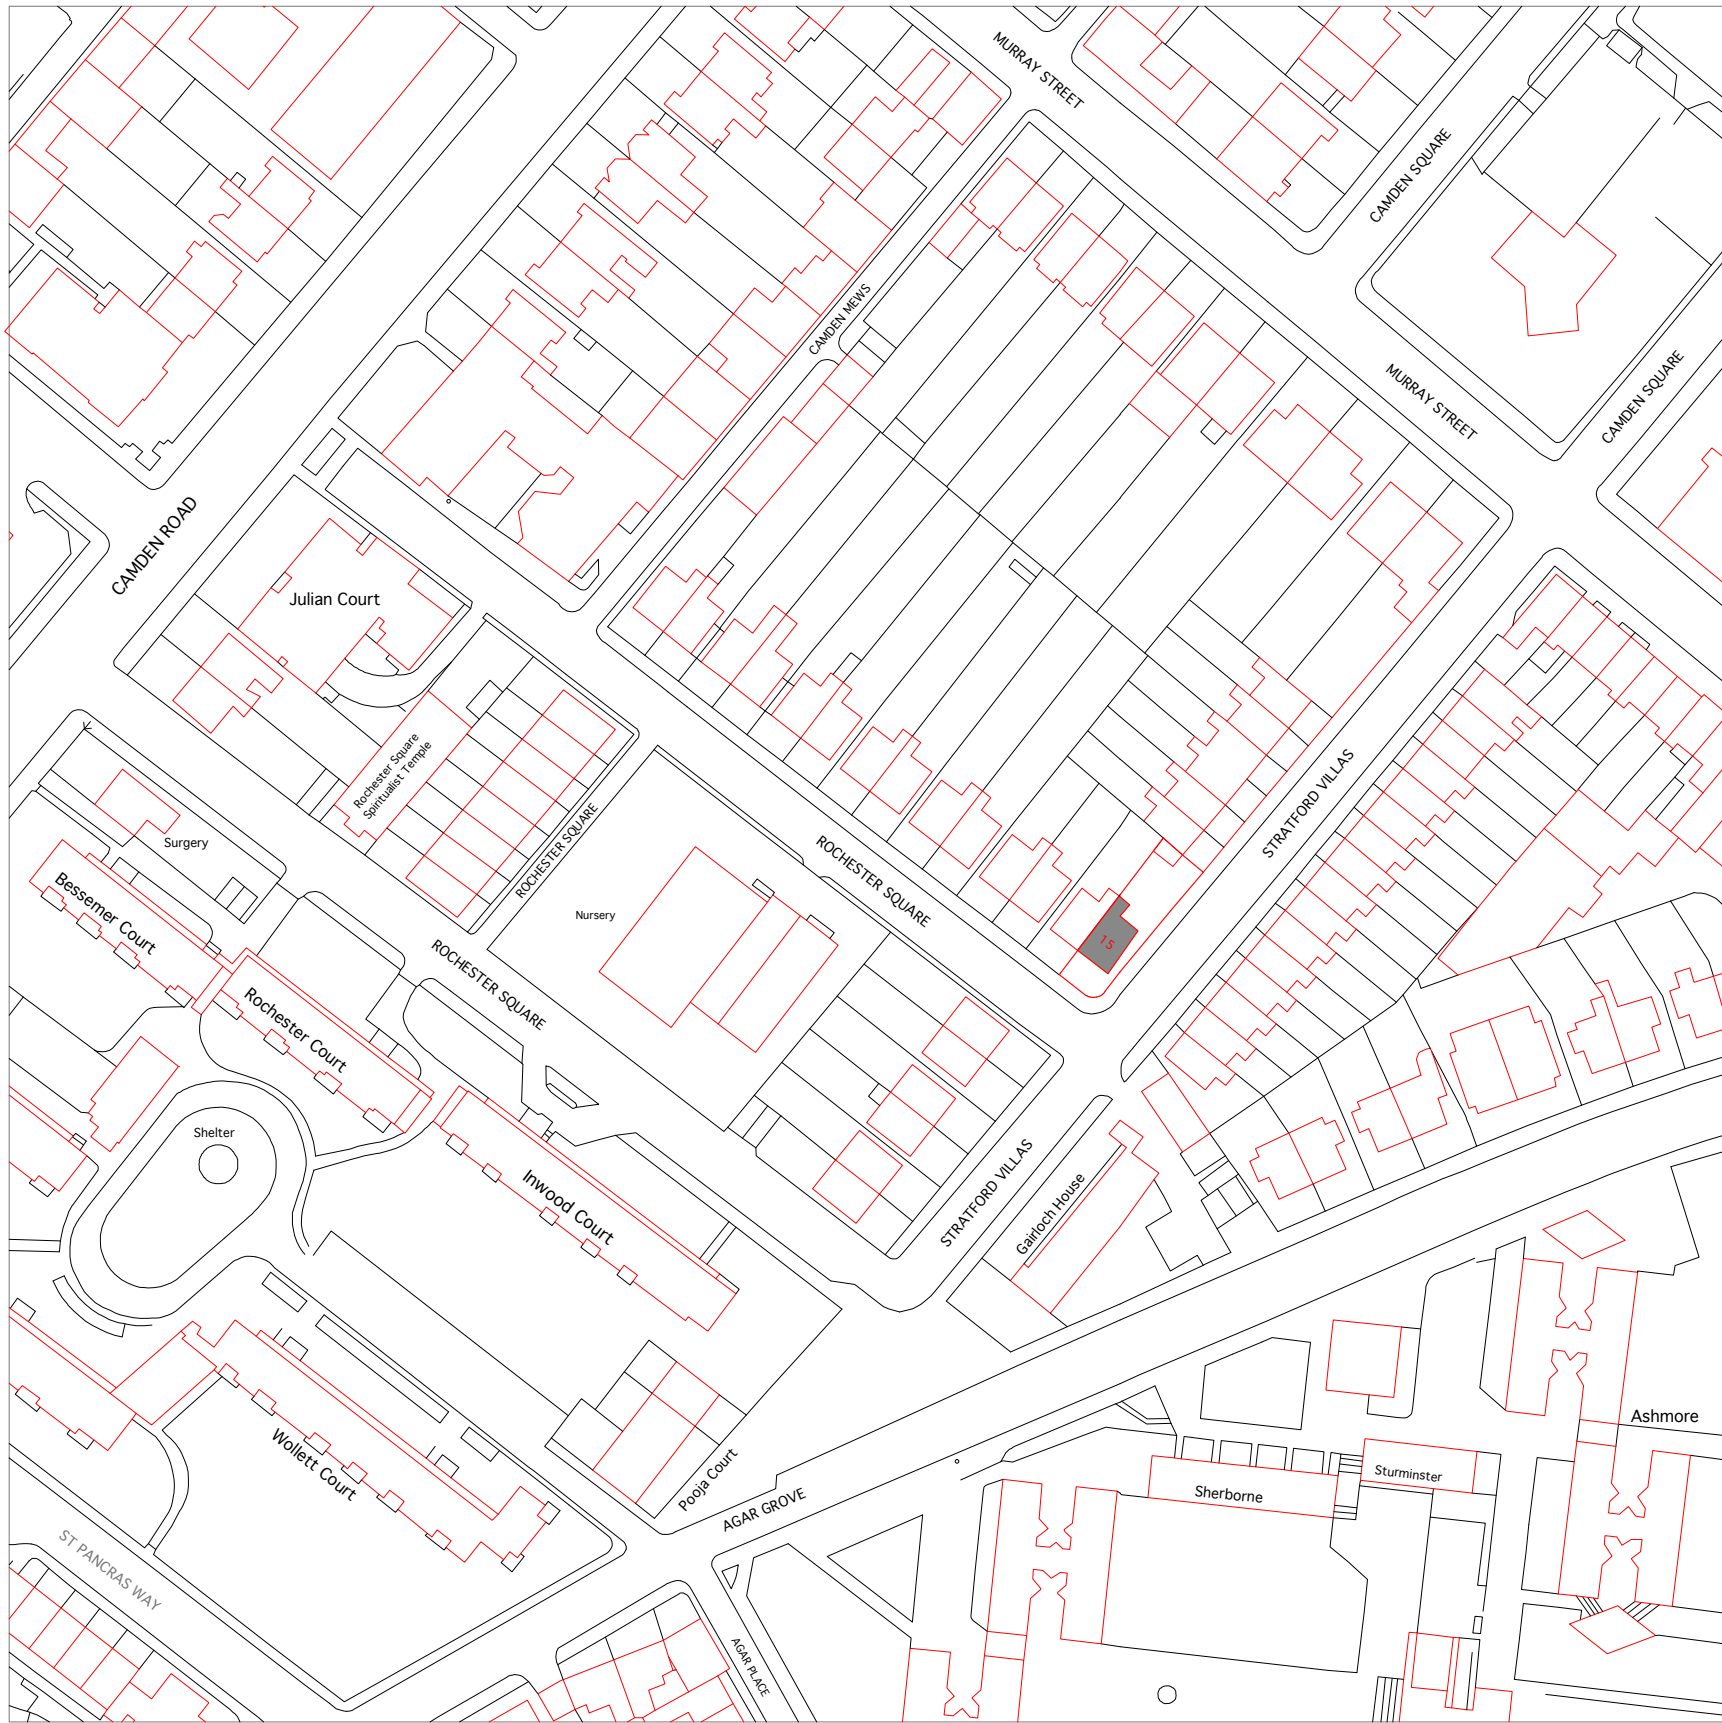 MURRAY STREET
CAMDEN SQUARE
CAMDEN MEWS
MURRAY STREET
CAMDEN SQUARE
CAMDEN ROAD
Julian Court
Rochester Square
Spiritualist Temple
STRATFORD VILLAS
Surgery
ROCHESTER SQUARE
ROCHESTER SQUARE
Bessemer Court
Nursery
15
ROCHESTER SQUARE
Rochester Court
Shelter
Inwood Court
STRATFORD VILLAS
Gairloch House
Ashmore
Wollett Court
Pooja Court
AGAR GROVE
Sturminster
Sherborne
ST PANCRAS WAY
AGAR PLACE